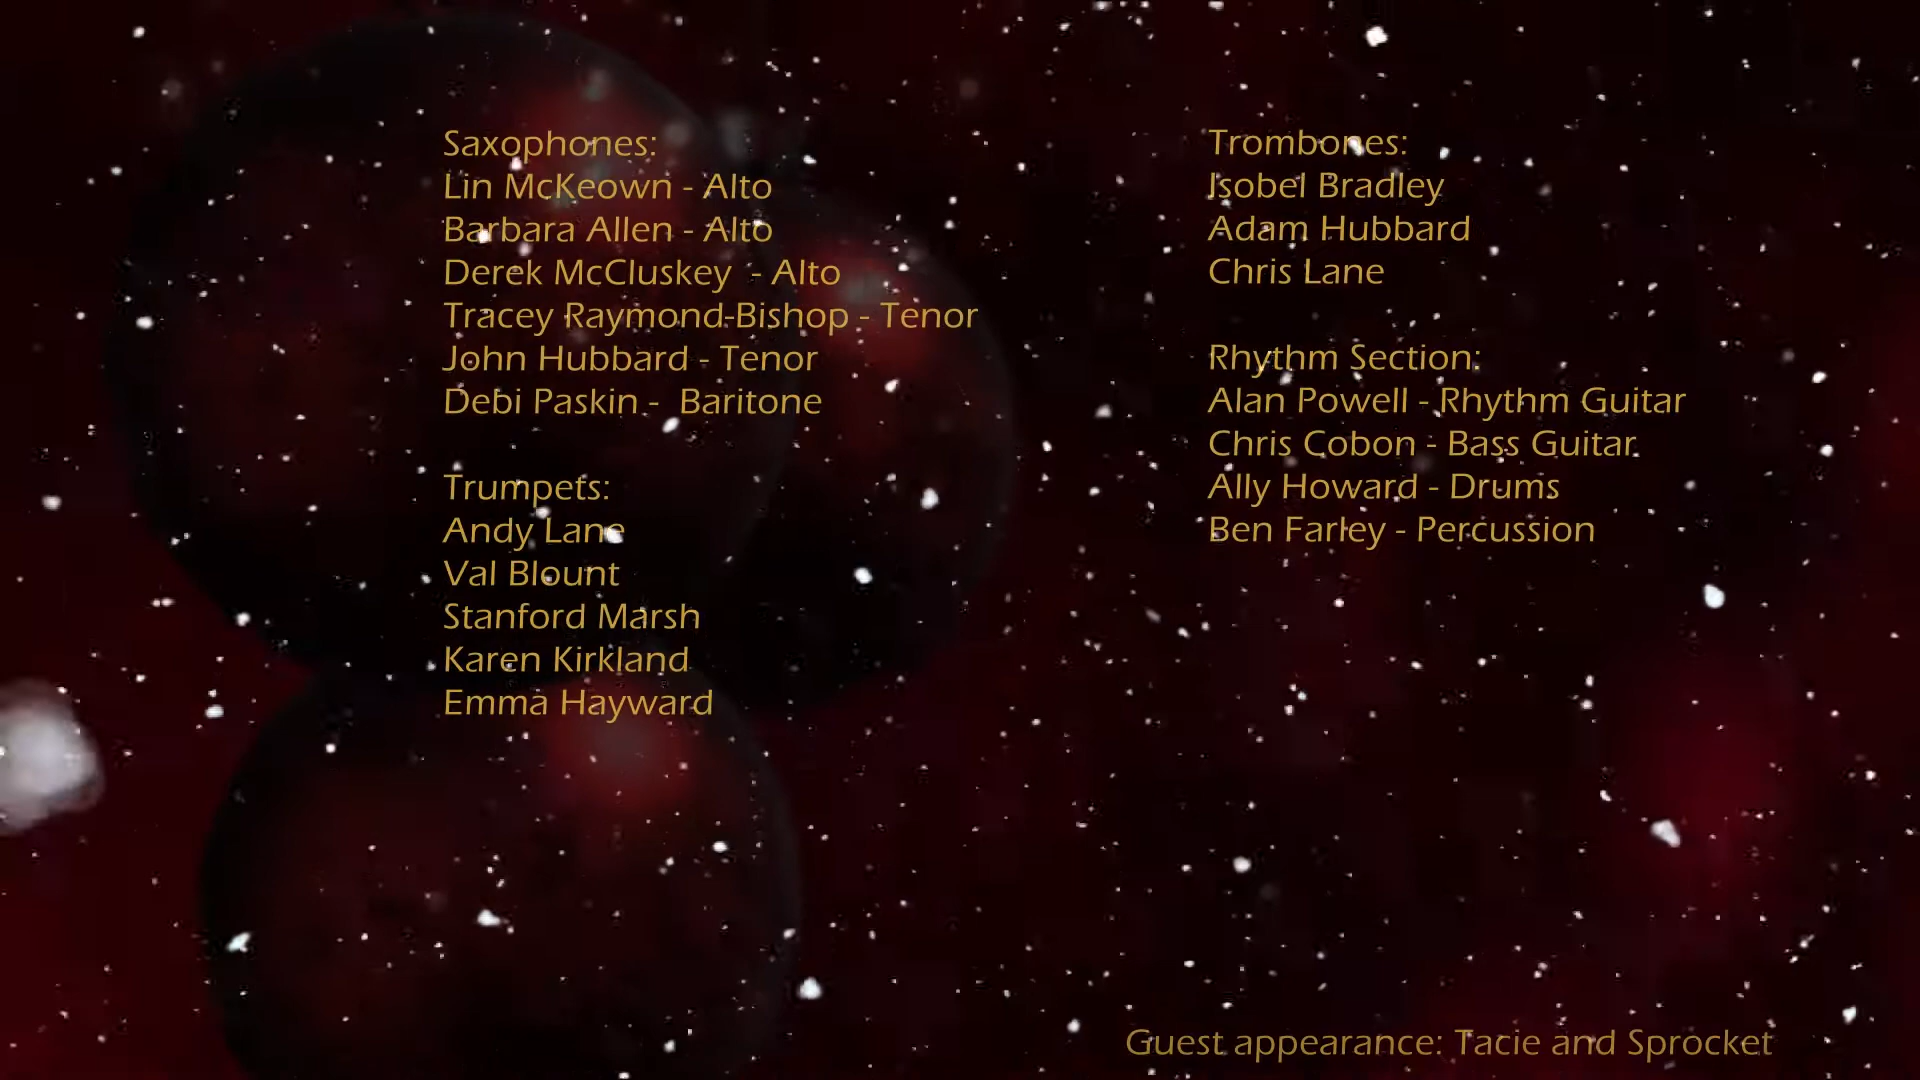 Saxophones:
Lin McKeown - Alto
Barbara Allen - Alto
Derek McCluskey  - Alto
Tracey Raymond-Bishop - Tenor
John Hubbard - Tenor
Debi Paskin -  Baritone
Trumpets:
Andy Lane
Val Blount
Stanford Marsh
Karen Kirkland
Emma Hayward
Trombones:
Isobel Bradley
Adam Hubbard
Chris Lane
Rhythm Section:
Alan Powell - Rhythm Guitar
Chris Cobon - Bass Guitar
Ally Howard - Drums
Ben Farley - Percussion
Guest appearance: Tacie and Sprocket